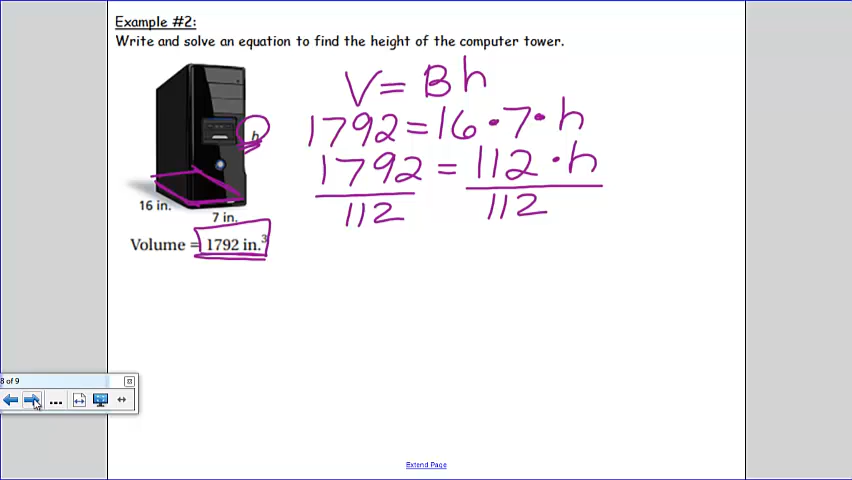 Example #2:
Write and solve an equation to find the height of the computer tower.
V = Bh
1792 = 16 • 7 • h
1792 = 112 • h
112 112
h
16 in.
7 in.
Volume = 1792 in.³
8 of 9
Extend Page